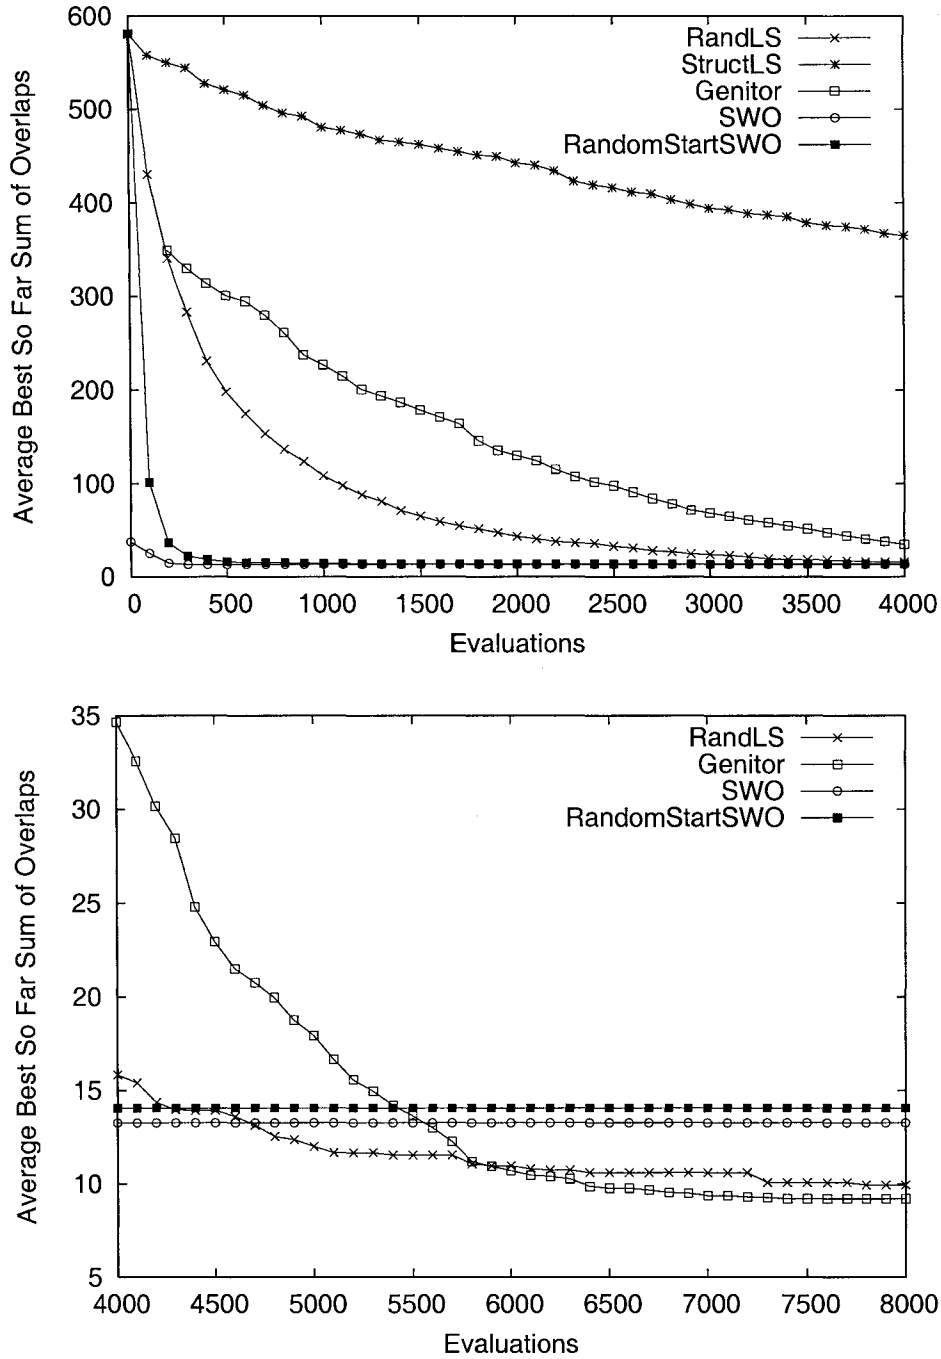 600
500
400
300
200
100
0
Average Best So Far Sum of Overlaps
RandLS
StructLS
Genitor
SWO
RandomStartSWO
0 500 1000 1500 2000 2500 3000 3500 4000
Evaluations
35
30
25
20
15
10
5
Average Best So Far Sum of Overlaps
RandLS
Genitor
SWO
RandomStartSWO
4000 4500 5000 5500 6000 6500 7000 7500 8000
Evaluations